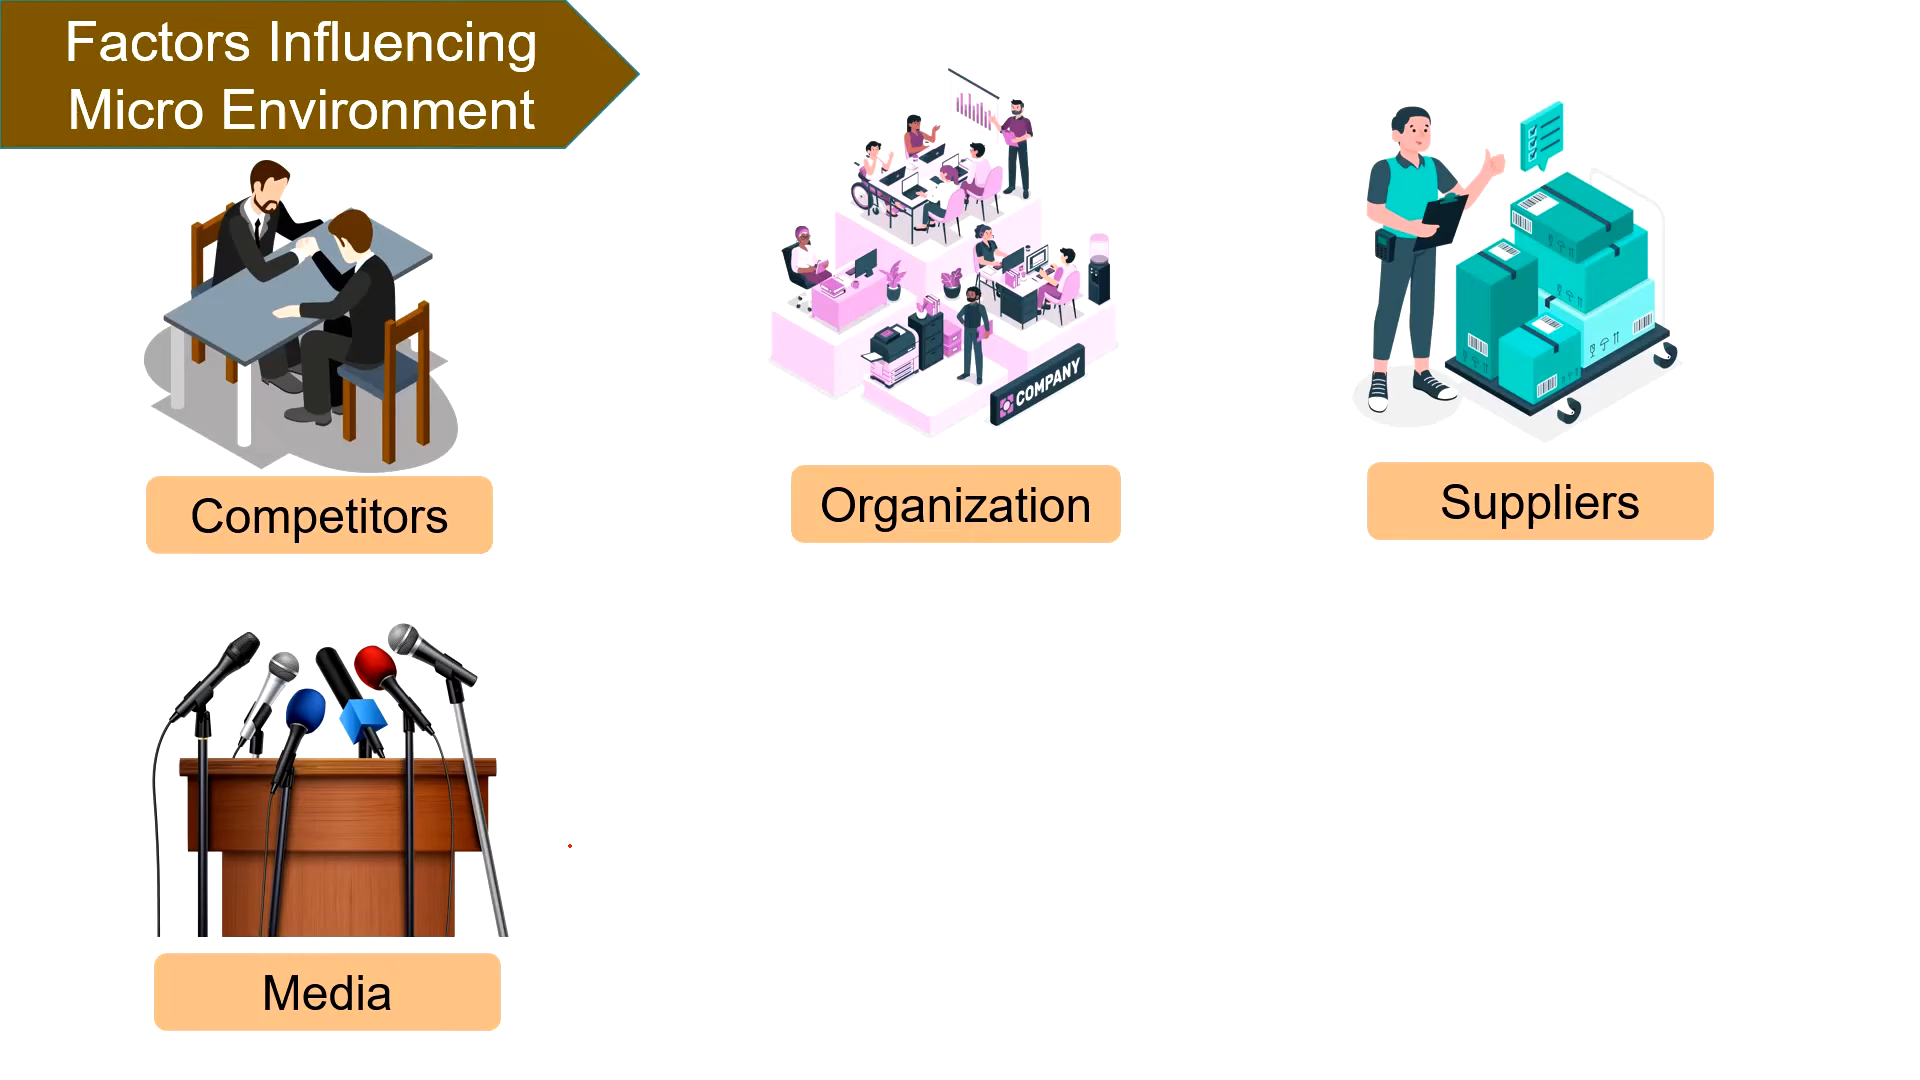 Factors Influencing
Micro Environment
COMPANY
Competitors
Organization
Suppliers
Media